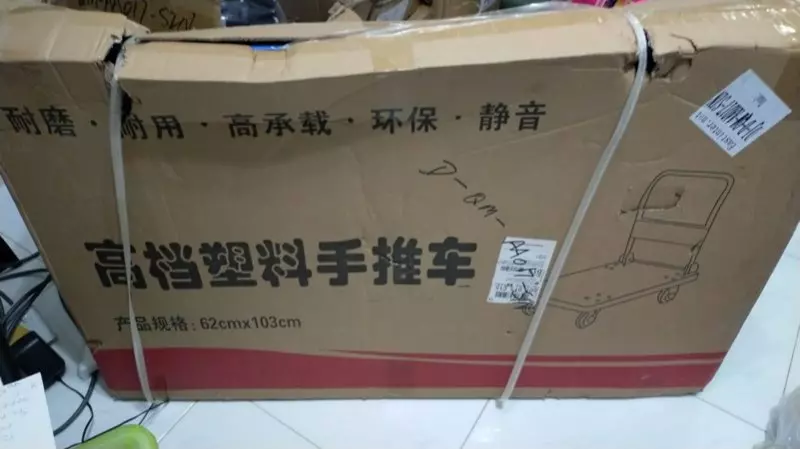 耐磨·耐用·高承载·环保·静音
D-QM-
高档塑料手推车
产品规格:62cmx103cm